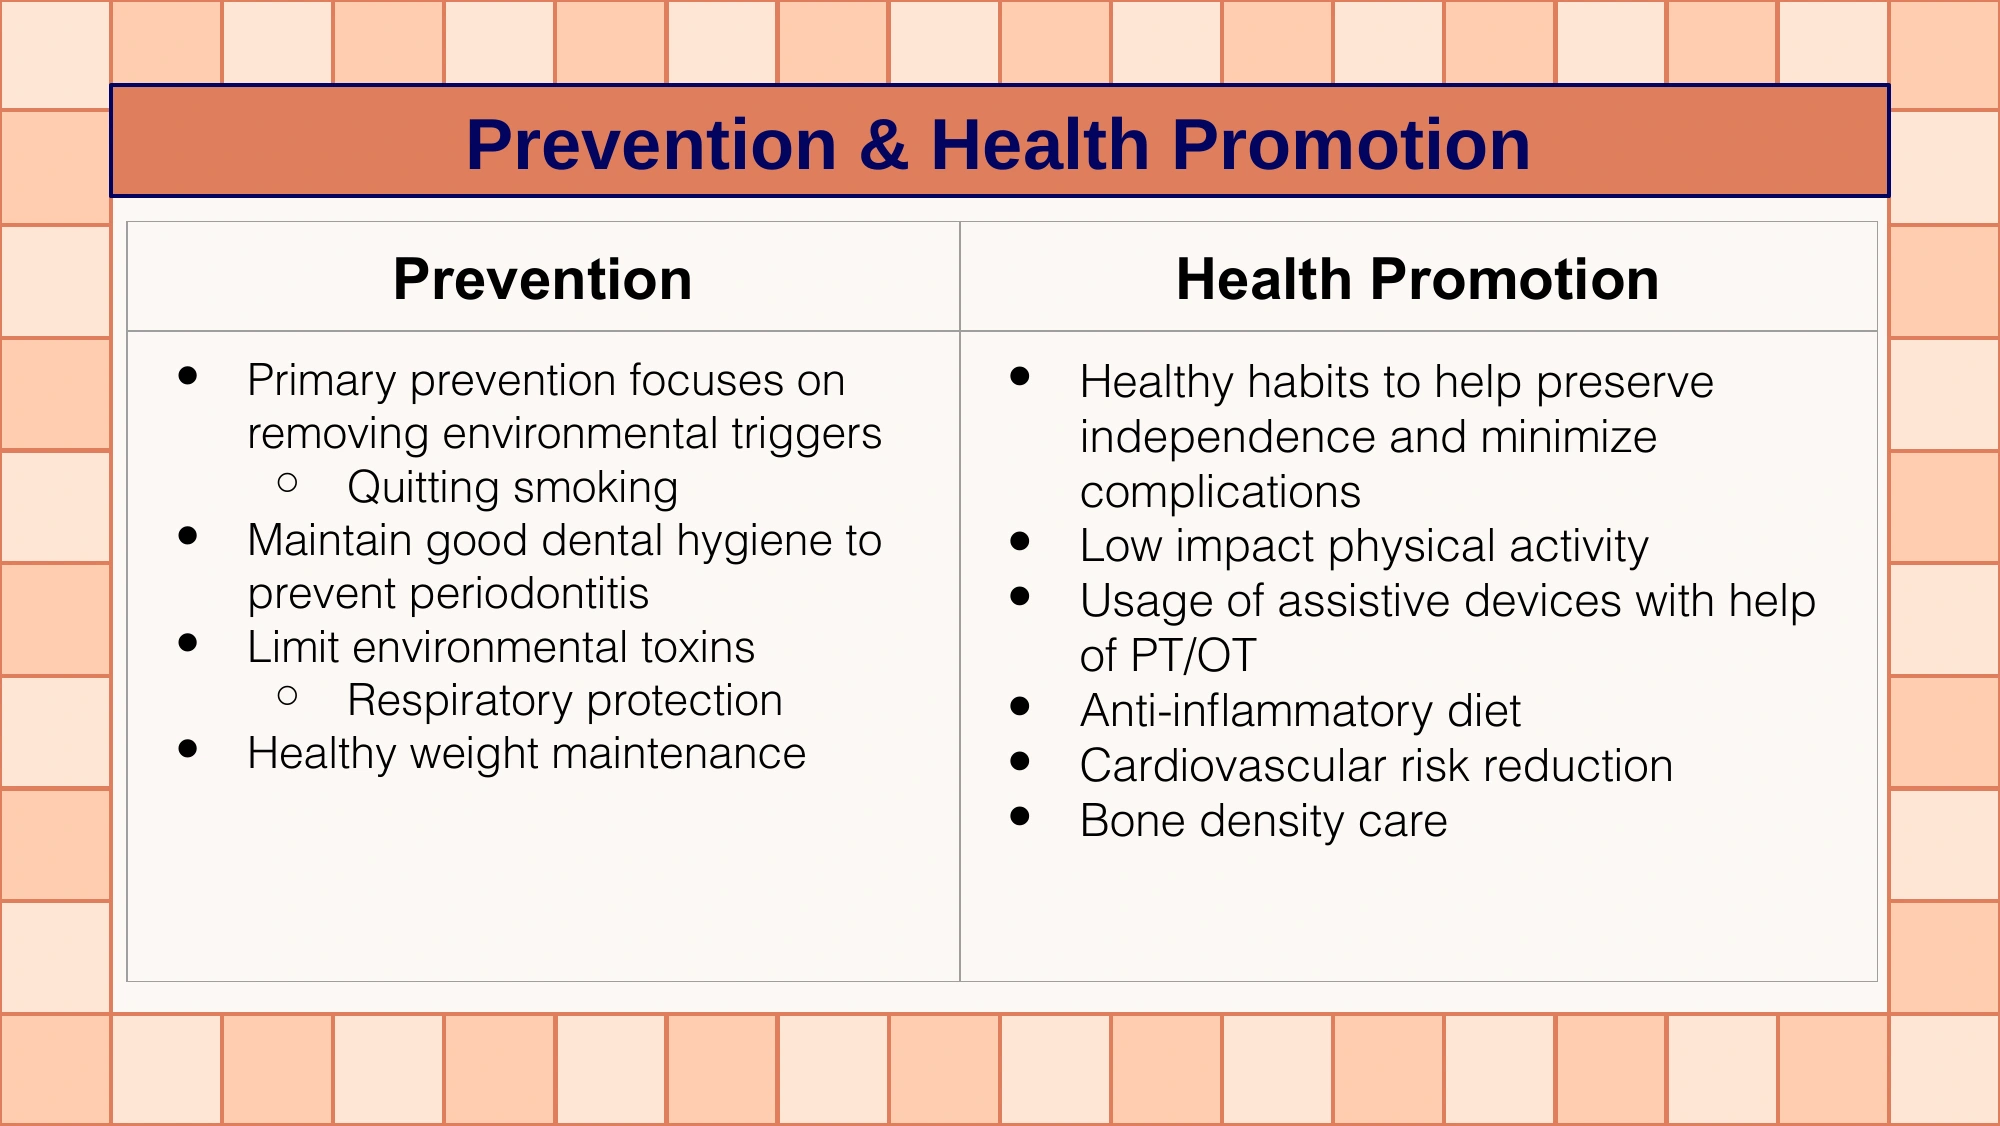 Prevention & Health Promotion
Prevention
● Primary prevention focuses on
removing environmental triggers
○ Quitting smoking
● Maintain good dental hygiene to
prevent periodontitis
● Limit environmental toxins
○ Respiratory protection
● Healthy weight maintenance
Health Promotion
● Healthy habits to help preserve
independence and minimize
complications
● Low impact physical activity
● Usage of assistive devices with help
of PT/OT
● Anti-inflammatory diet
● Cardiovascular risk reduction
● Bone density care